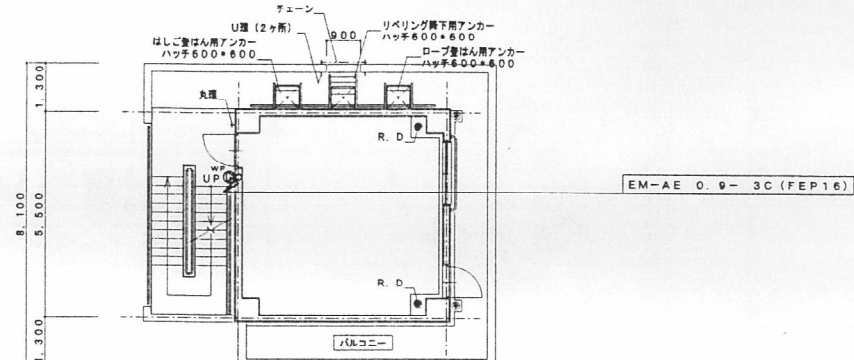 チェーン
U環（2ヶ所）
900
リペリング降下用アンカー
ハッチ600*600
はしご登はん用アンカー
ハッチ600*600
ロープ登はん用アンカー
ハッチ600*600
1,300
丸環
R.D
WP
UP
EM-AE 0.9- 3C (FEP16)
8,100
5,500
R.D
1,300
バルコニー